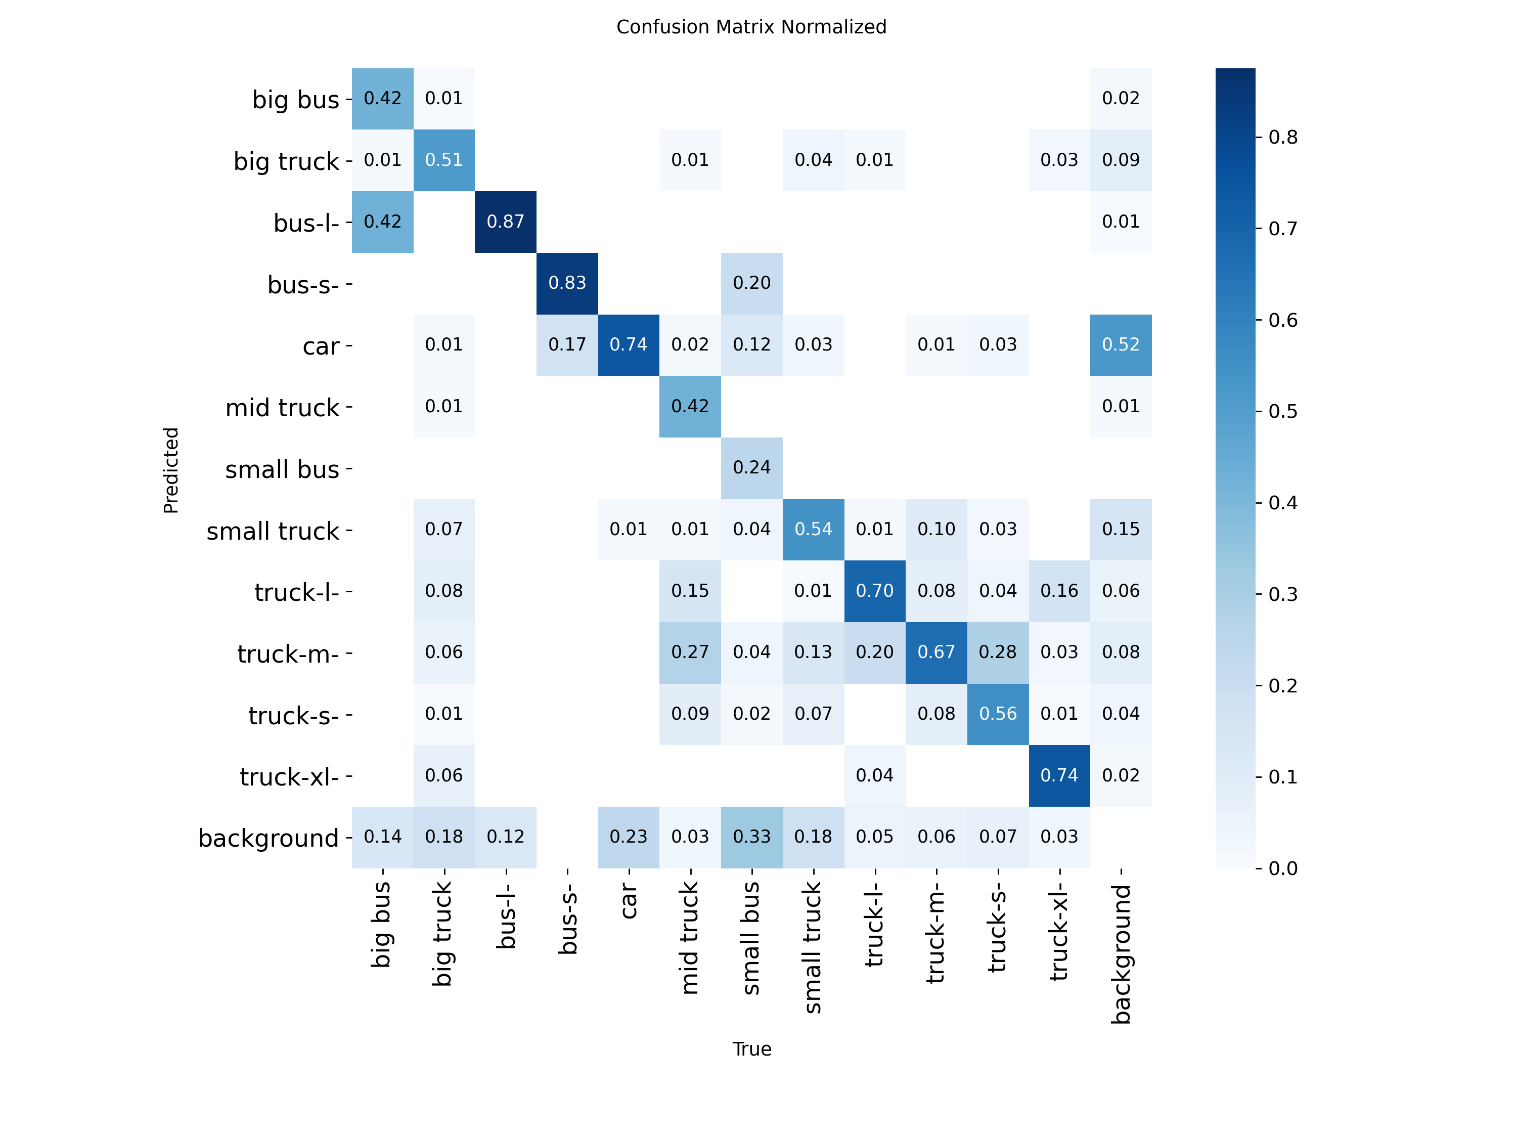 Confusion Matrix Normalized
big bus 0.42 0.01 0.02
big truck 0.01 0.51 0.01 0.04 0.01 0.03 0.09
bus-l- 0.42 0.87 0.01
bus-s- 0.83 0.20
car 0.01 0.17 0.74 0.02 0.12 0.03 0.01 0.03 0.52
mid truck 0.01 0.42 0.01
small bus 0.24
small truck 0.07 0.01 0.01 0.04 0.54 0.01 0.10 0.03 0.15
truck-l- 0.08 0.15 0.01 0.70 0.08 0.04 0.16 0.06
truck-m- 0.06 0.27 0.04 0.13 0.20 0.67 0.28 0.03 0.08
truck-s- 0.01 0.09 0.02 0.07 0.08 0.56 0.01 0.04
truck-xl- 0.06 0.04 0.74 0.02
background 0.14 0.18 0.12 0.23 0.03 0.33 0.18 0.05 0.06 0.07 0.03
Predicted
big bus
big truck
bus-l-
bus-s-
car
mid truck
small bus
small truck
truck-l-
truck-m-
truck-s-
truck-xl-
background
True
0.8
0.7
0.6
0.5
0.4
0.3
0.2
0.1
0.0